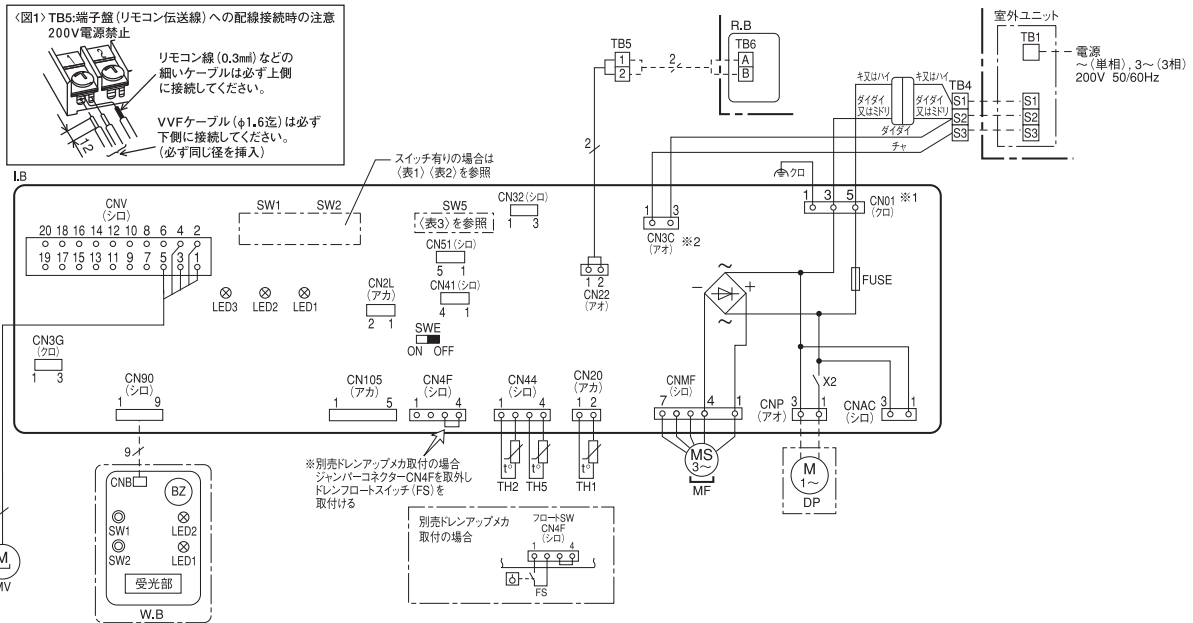 〈図1〉TB5:端子盤(リモコン伝送線)への配線接続時の注意
200V電源禁止
1 2
リモコン線(0.3㎟)などの
細いケーブルは必ず上側
に接続してください。
VVFケーブル(φ1.6迄)は必ず
下側に接続してください。
(必ず同じ径を挿入)
12
R.B
TB6
A
B
TB5
1
2
2
室外ユニット
TB1
電源
~(単相),3~(3相)
200V 50/60Hz
キ又はハイ キ又はハイ
TB4
ダイダイ
又はミドリ
ダイダイ
又はミドリ
S1
S2
S3
S1
S2
S3
ダイダイ
チャ
2
クロ
I.B
スイッチ有りの場合は
〈表1〉〈表2〉を参照
CNV
(シロ)
20 18 16 14 12 10 8 6 4 2
19 17 15 13 11 9 7 5 3 1
SW1 SW2
SW5
〈表3〉を参照
CN32(シロ)
1 3
CN51(シロ)
5 1
CN41(シロ)
4 1
CN2L
(アカ)
2 1
SWE
ON OFF
LED3 LED2 LED1
1 3
CN3C
(アオ)
※2
1 3 5
CN01
(クロ)
※1
1 2
CN22
(アオ)
FUSE
~
− +
~
CN3G
(クロ)
1 3
CN90
(シロ)
1 9
CN105
(アカ)
1 5
CN4F
(シロ)
1 4
CN44
(シロ)
1 4
CN20
(アカ)
1 2
CNMF
(シロ)
7 4 1
X2
CNP
(アオ)
3 1
CNAC
(シロ)
3 1
9
※別売ドレンアップメカ取付の場合
ジャンパーコネクターCN4Fを取外し
ドレンフロートスイッチ(FS)を
取付ける
t° t° t°
TH2 TH5 TH1
MS
3~
MF
M
1~
DP
CNB
BZ
SW1
SW2
LED2
LED1
受光部
W.B
M
MV
別売ドレンアップメカ
取付の場合
フロートSW
CN4F
(シロ)
1 4
FS